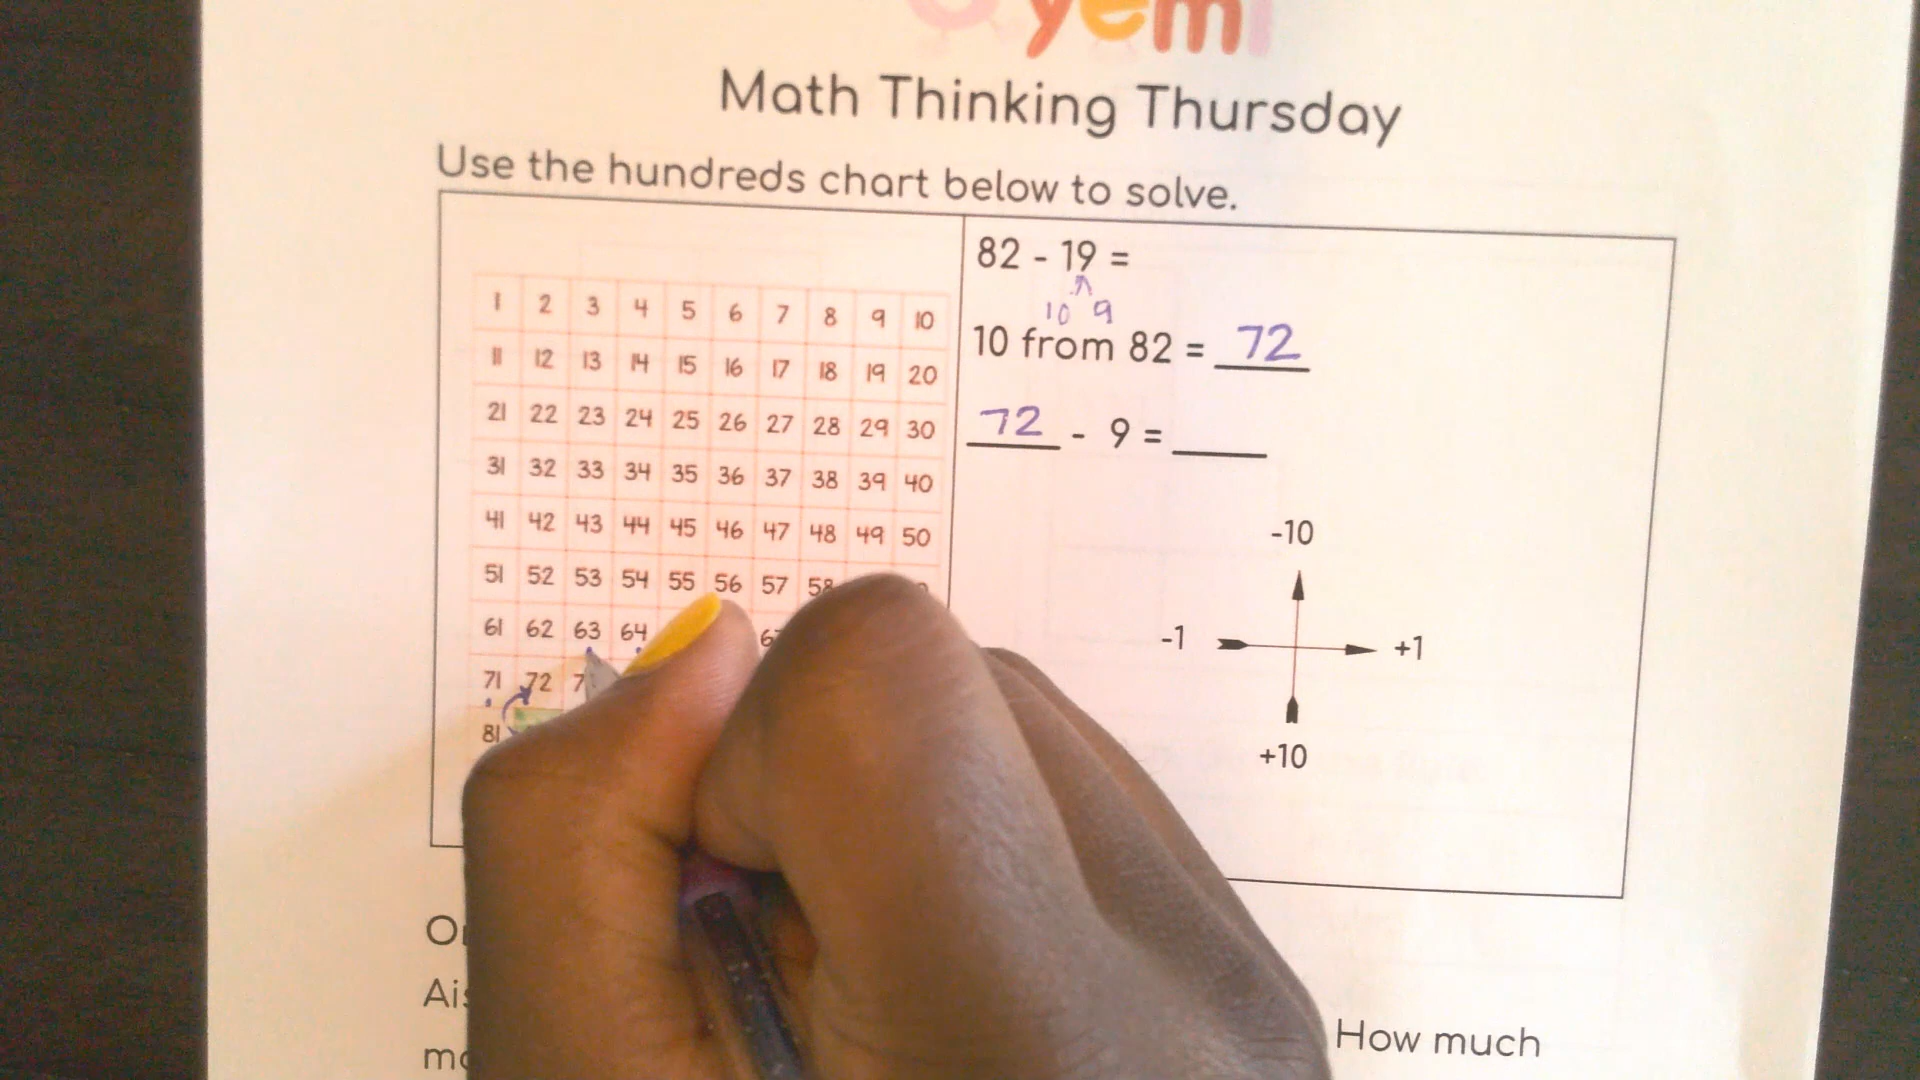 yem
Math Thinking Thursday
Use the hundreds chart below to solve.
1 2 3 4 5 6 7 8 9 10
11 12 13 14 15 16 17 18 19 20
21 22 23 24 25 26 27 28 29 30
31 32 33 34 35 36 37 38 39 40
41 42 43 44 45 46 47 48 49 50
51 52 53 54 55 56 57
61 62 63 64
71 72
81
82 - 19 =
10 9
10 from 82 = 72
72 - 9 = ____
-10
-1 +1
+10
How much